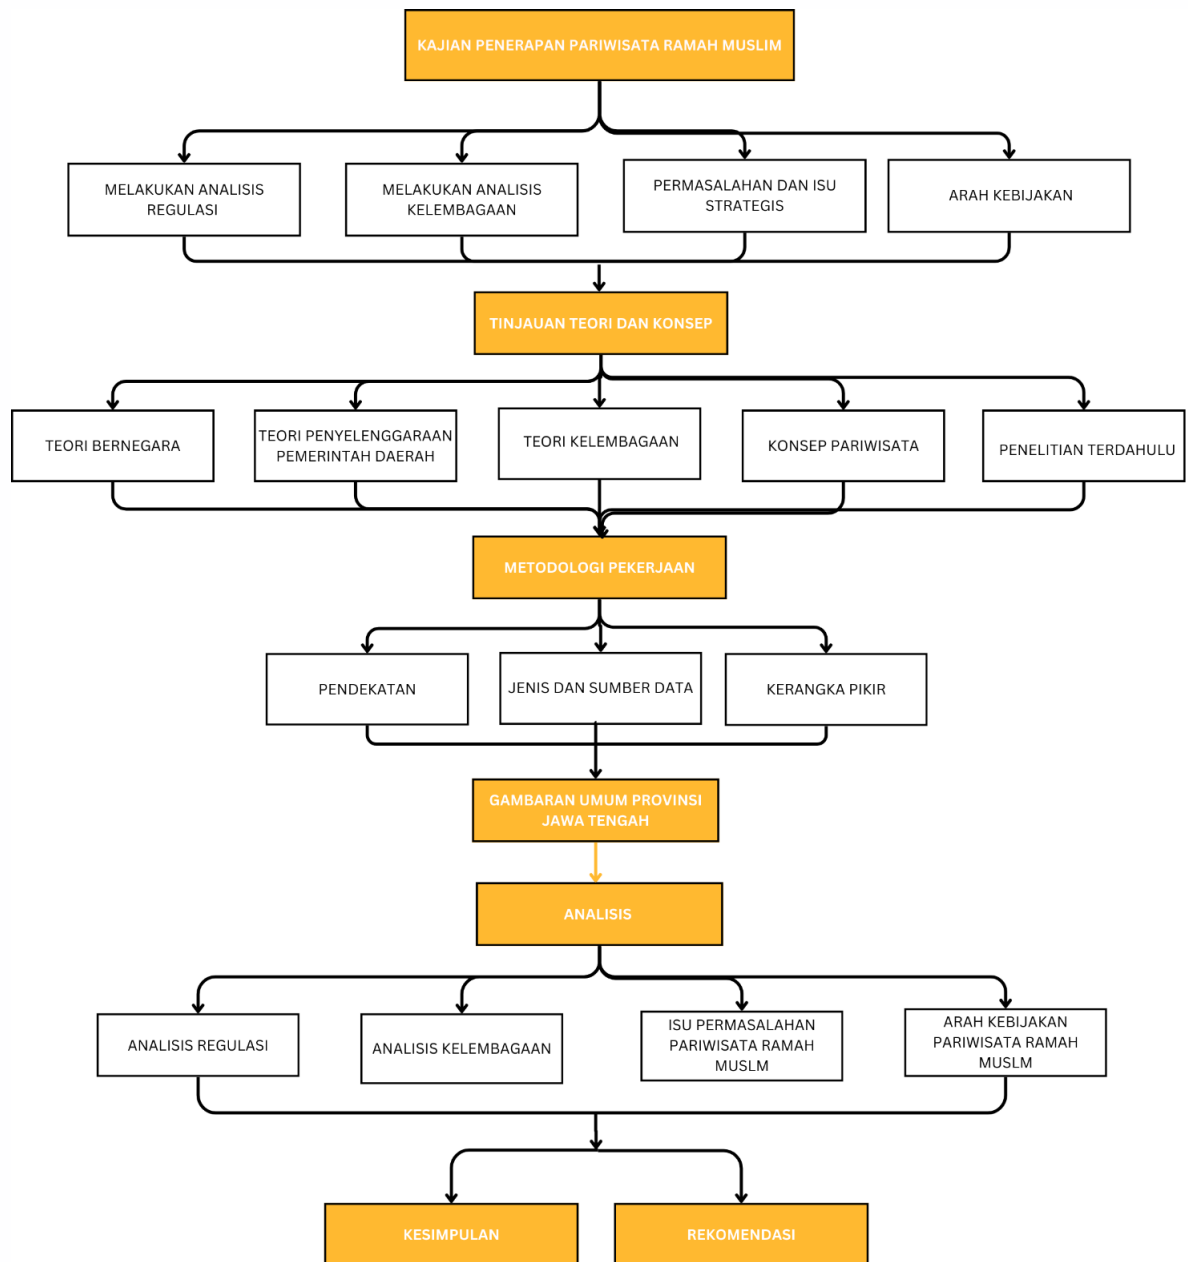 KAJIAN PENERAPAN PARIWISATA RAMAH MUSLIM
MELAKUKAN ANALISIS
REGULASI
MELAKUKAN ANALISIS
KELEMBAGAAN
PERMASALAHAN DAN ISU
STRATEGIS
ARAH KEBIJAKAN
TINJAUAN TEORI DAN KONSEP
TEORI BERNEGARA
TEORI PENYELENGGARAAN
PEMERINTAH DAERAH
TEORI KELEMBAGAAN
KONSEP PARIWISATA
PENELITIAN TERDAHULU
METODOLOGI PEKERJAAN
PENDEKATAN
JENIS DAN SUMBER DATA
KERANGKA PIKIR
GAMBARAN UMUM PROVINSI
JAWA TENGAH
ANALISIS
ANALISIS REGULASI
ANALISIS KELEMBAGAAN
ISU PERMASALAHAN
PARIWISATA RAMAH
MUSLM
ARAH KEBIJAKAN
PARIWISATA RAMAH
MUSLM
KESIMPULAN
REKOMENDASI